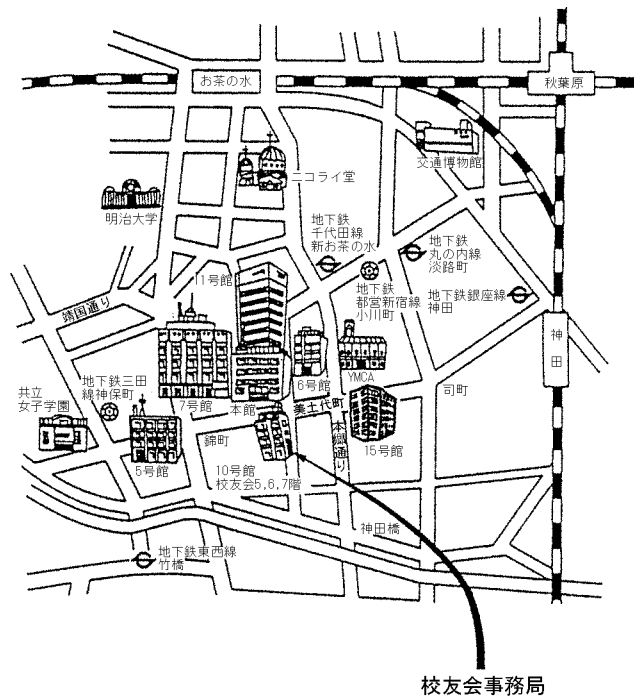 お茶の水
秋葉原
交通博物館
ニコライ堂
明治大学
地下鉄
千代田線
新お茶の水
地下鉄
丸の内線
淡路町
地下鉄
都営新宿線
小川町
地下鉄銀座線
神田
靖国通り
11号館
神田
YMCA
6号館
司町
共立
女子学園
地下鉄三田
線神保町
7号館
本館
美土代町
本郷通り
15号館
錦町
5号館
10号館
校友会5,6,7階
神田橋
地下鉄東西線
竹橋
校友会事務局